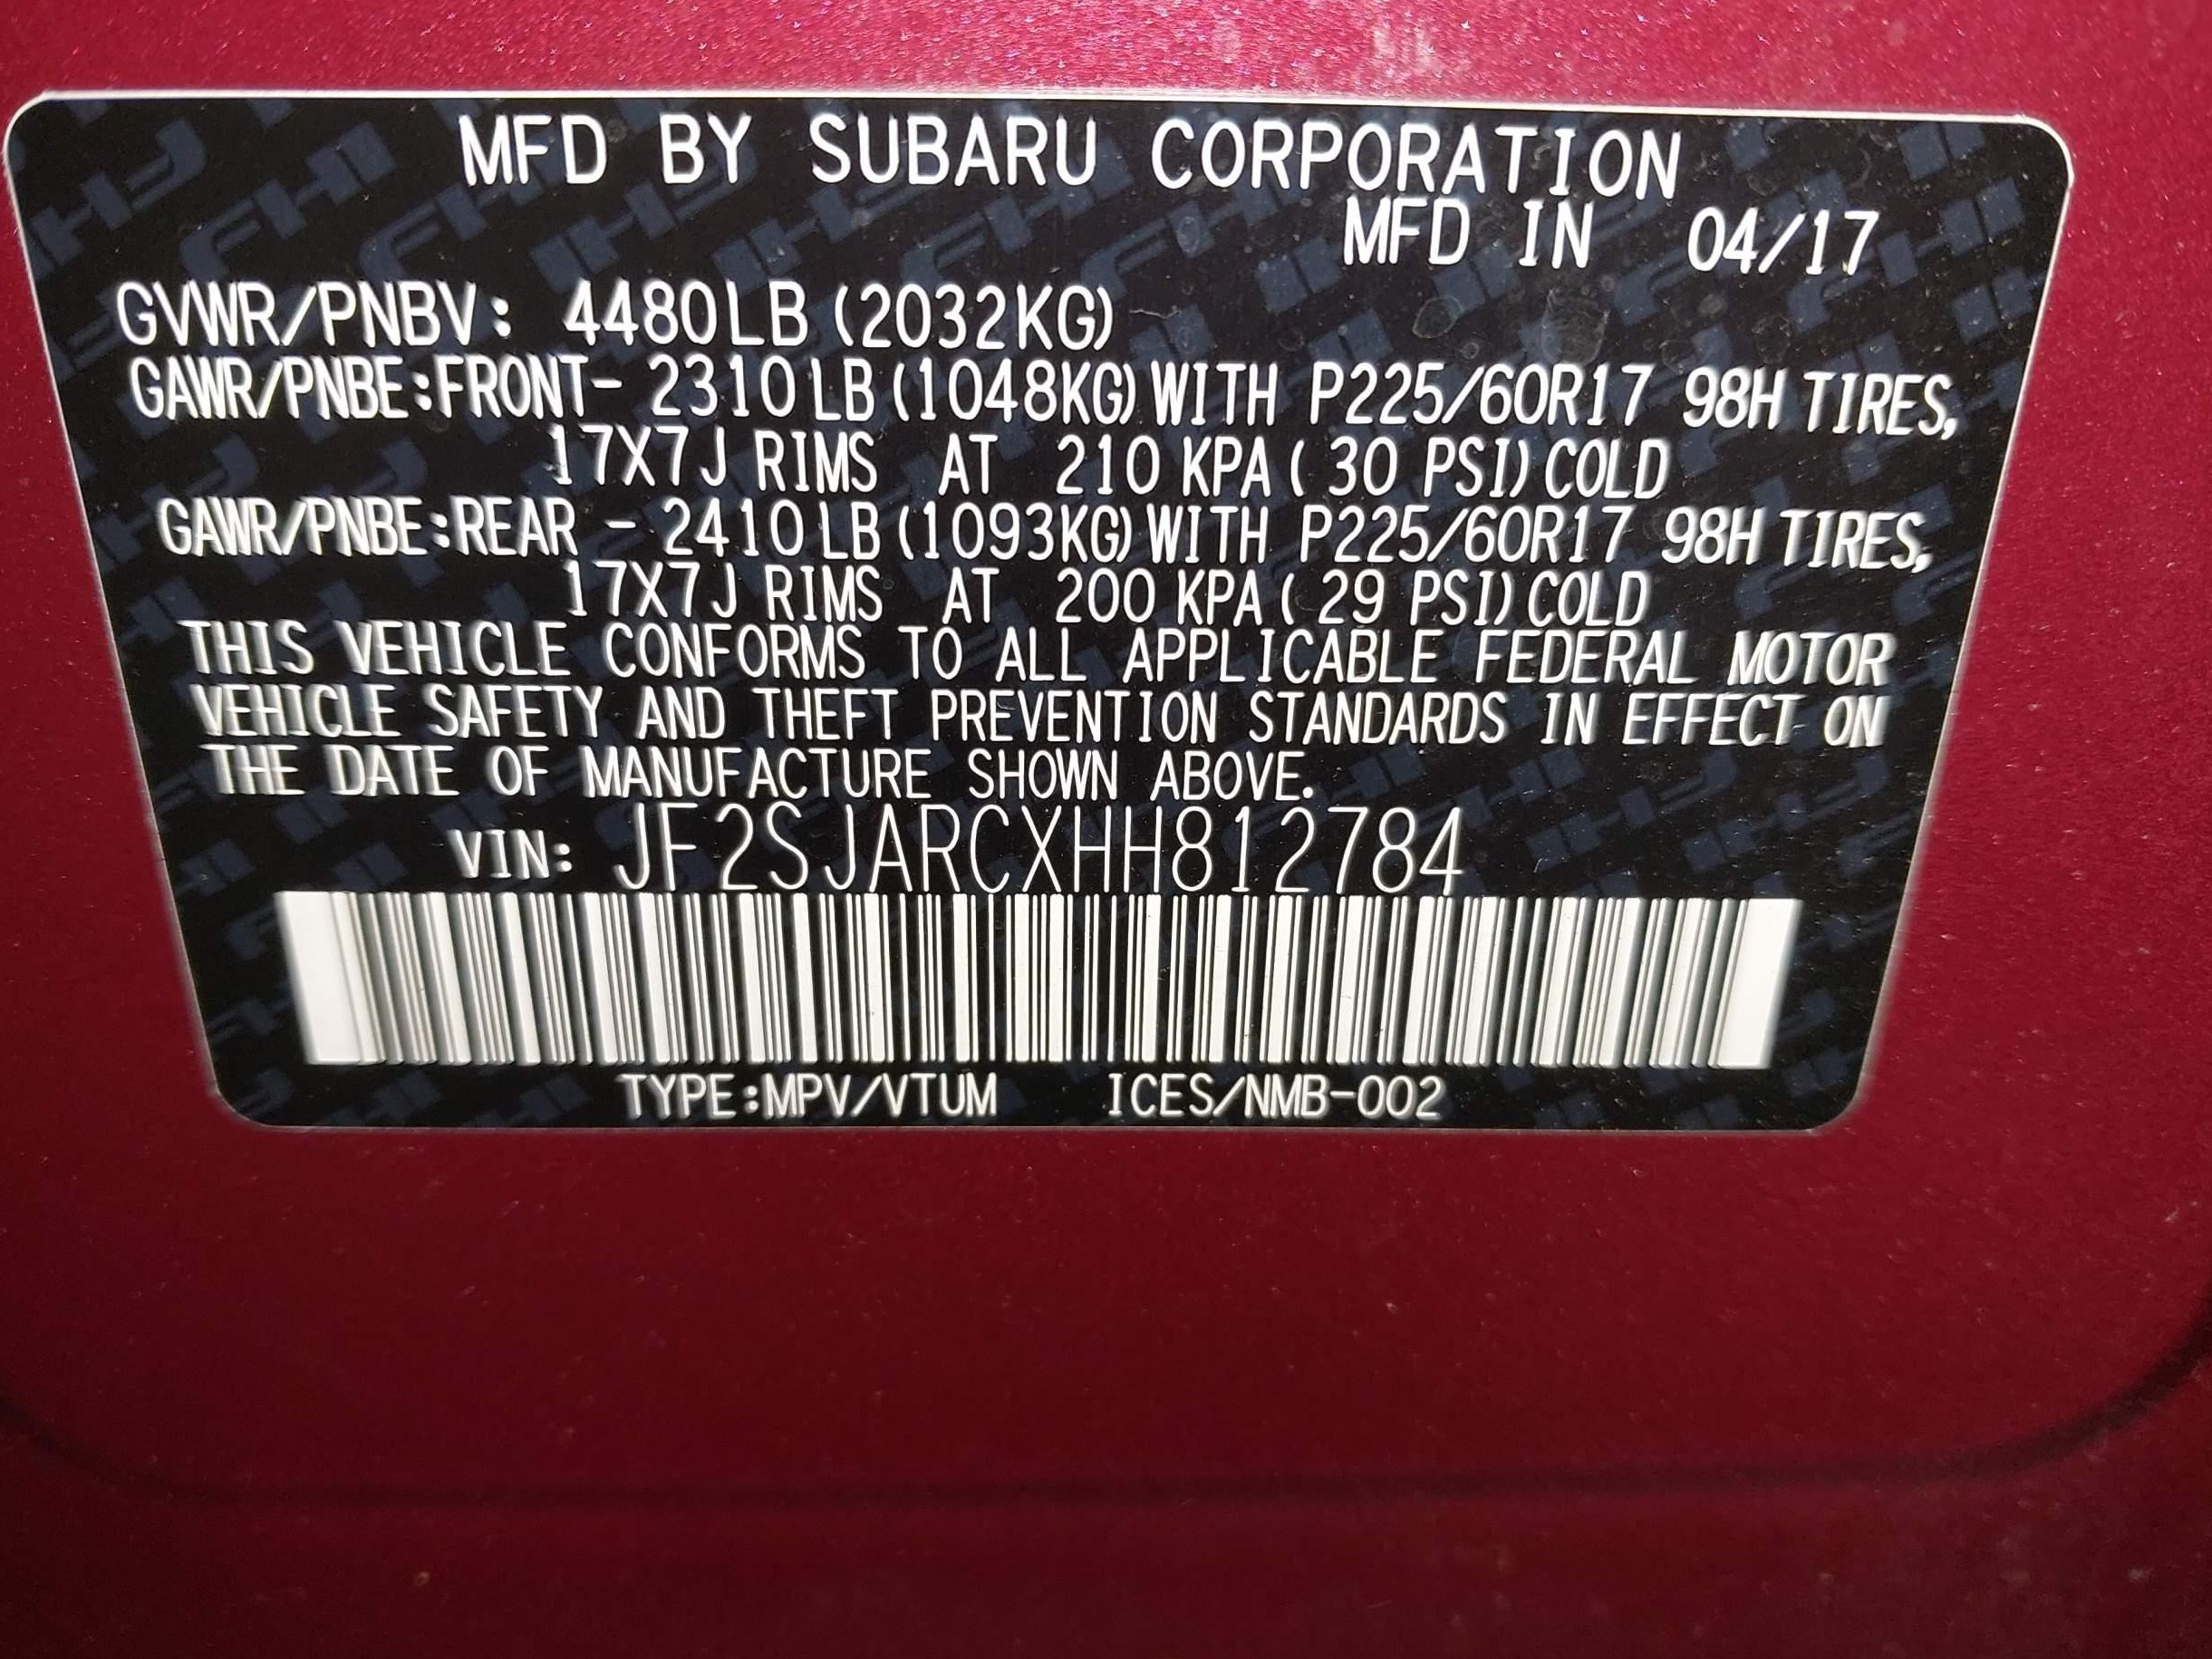 MFD BY SUBARU CORPORATION
MFD IN 04/17
GVWR/PNBV: 4480LB (2032KG)
GAWR/PNBE:FRONT- 2310LB (1048KG) WITH P225/60R17 98H TIRES,
17X7J RIMS AT 210 KPA ( 30 PSI) COLD
GAWR/PNBE:REAR - 2410LB (1093KG) WITH P225/60R17 98H TIRES,
17X7J RIMS AT 200 KPA ( 29 PSI) COLD
THIS VEHICLE CONFORMS TO ALL APPLICABLE FEDERAL MOTOR
VEHICLE SAFETY AND THEFT PREVENTION STANDARDS IN EFFECT ON
THE DATE OF MANUFACTURE SHOWN ABOVE.
VIN: JF2SJARCXHH812784
TYPE:MPV/VTUM ICES/NMB-002